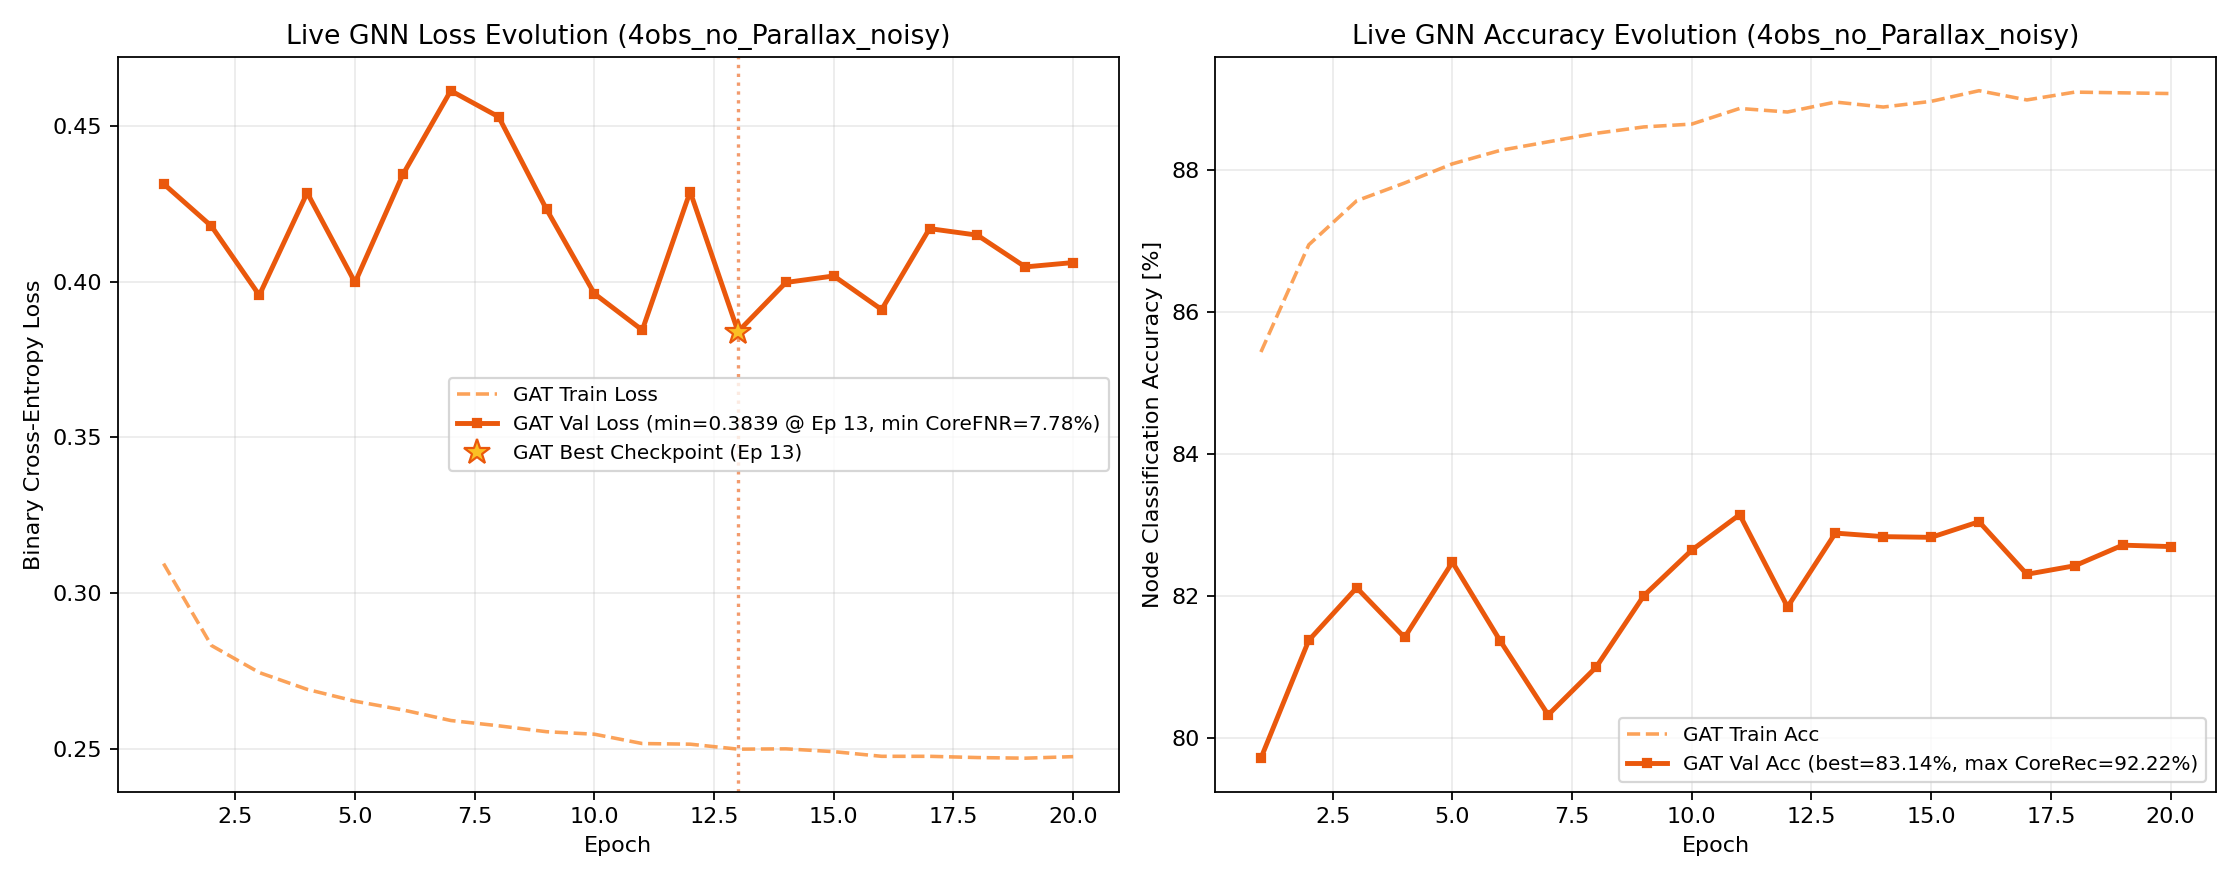 Live GNN Loss Evolution (4obs_no_Parallax_noisy)
Binary Cross-Entropy Loss
0.45
0.40
0.35
0.30
0.25
GAT Train Loss
GAT Val Loss (min=0.3839 @ Ep 13, min CoreFNR=7.78%)
GAT Best Checkpoint (Ep 13)
2.5 5.0 7.5 10.0 12.5 15.0 17.5 20.0
Epoch
Live GNN Accuracy Evolution (4obs_no_Parallax_noisy)
Node Classification Accuracy [%]
88
86
84
82
80
GAT Train Acc
GAT Val Acc (best=83.14%, max CoreRec=92.22%)
2.5 5.0 7.5 10.0 12.5 15.0 17.5 20.0
Epoch